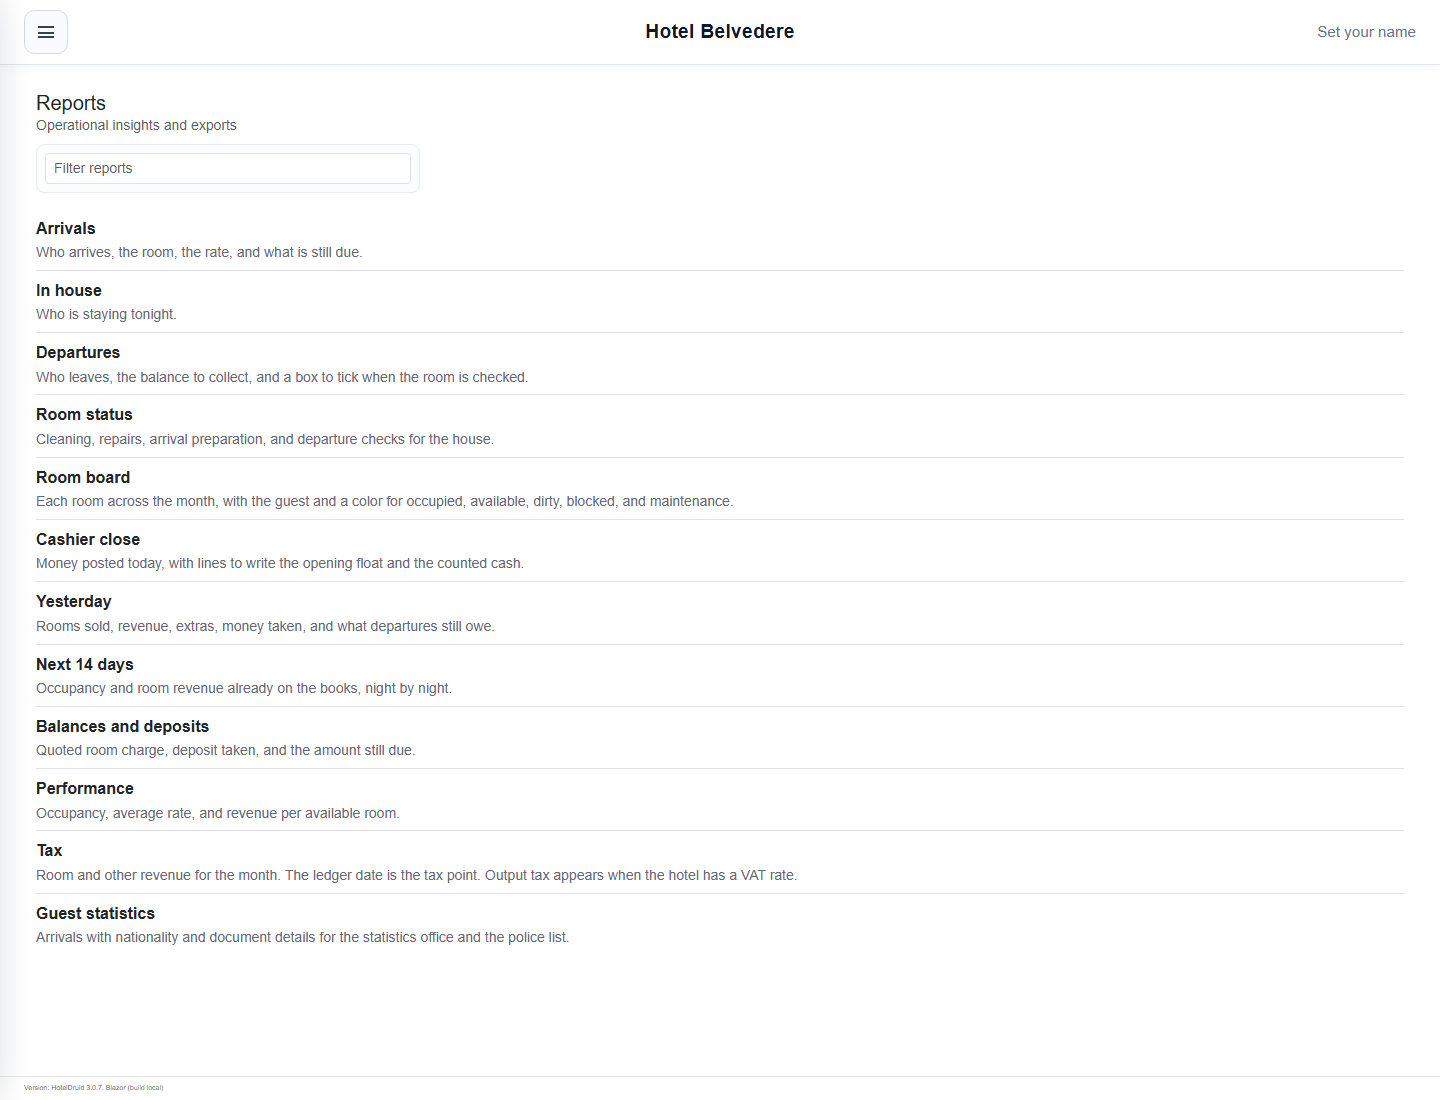 Hotel Belvedere
Set your name
Reports
Operational insights and exports
Filter reports
Arrivals
Who arrives, the room, the rate, and what is still due.
In house
Who is staying tonight.
Departures
Who leaves, the balance to collect, and a box to tick when the room is checked.
Room status
Cleaning, repairs, arrival preparation, and departure checks for the house.
Room board
Each room across the month, with the guest and a color for occupied, available, dirty, blocked, and maintenance.
Cashier close
Money posted today, with lines to write the opening float and the counted cash.
Yesterday
Rooms sold, revenue, extras, money taken, and what departures still owe.
Next 14 days
Occupancy and room revenue already on the books, night by night.
Balances and deposits
Quoted room charge, deposit taken, and the amount still due.
Performance
Occupancy, average rate, and revenue per available room.
Tax
Room and other revenue for the month. The ledger date is the tax point. Output tax appears when the hotel has a VAT rate.
Guest statistics
Arrivals with nationality and document details for the statistics office and the police list.
Version: HotelDruid 3.0.7. Blazor (build local)